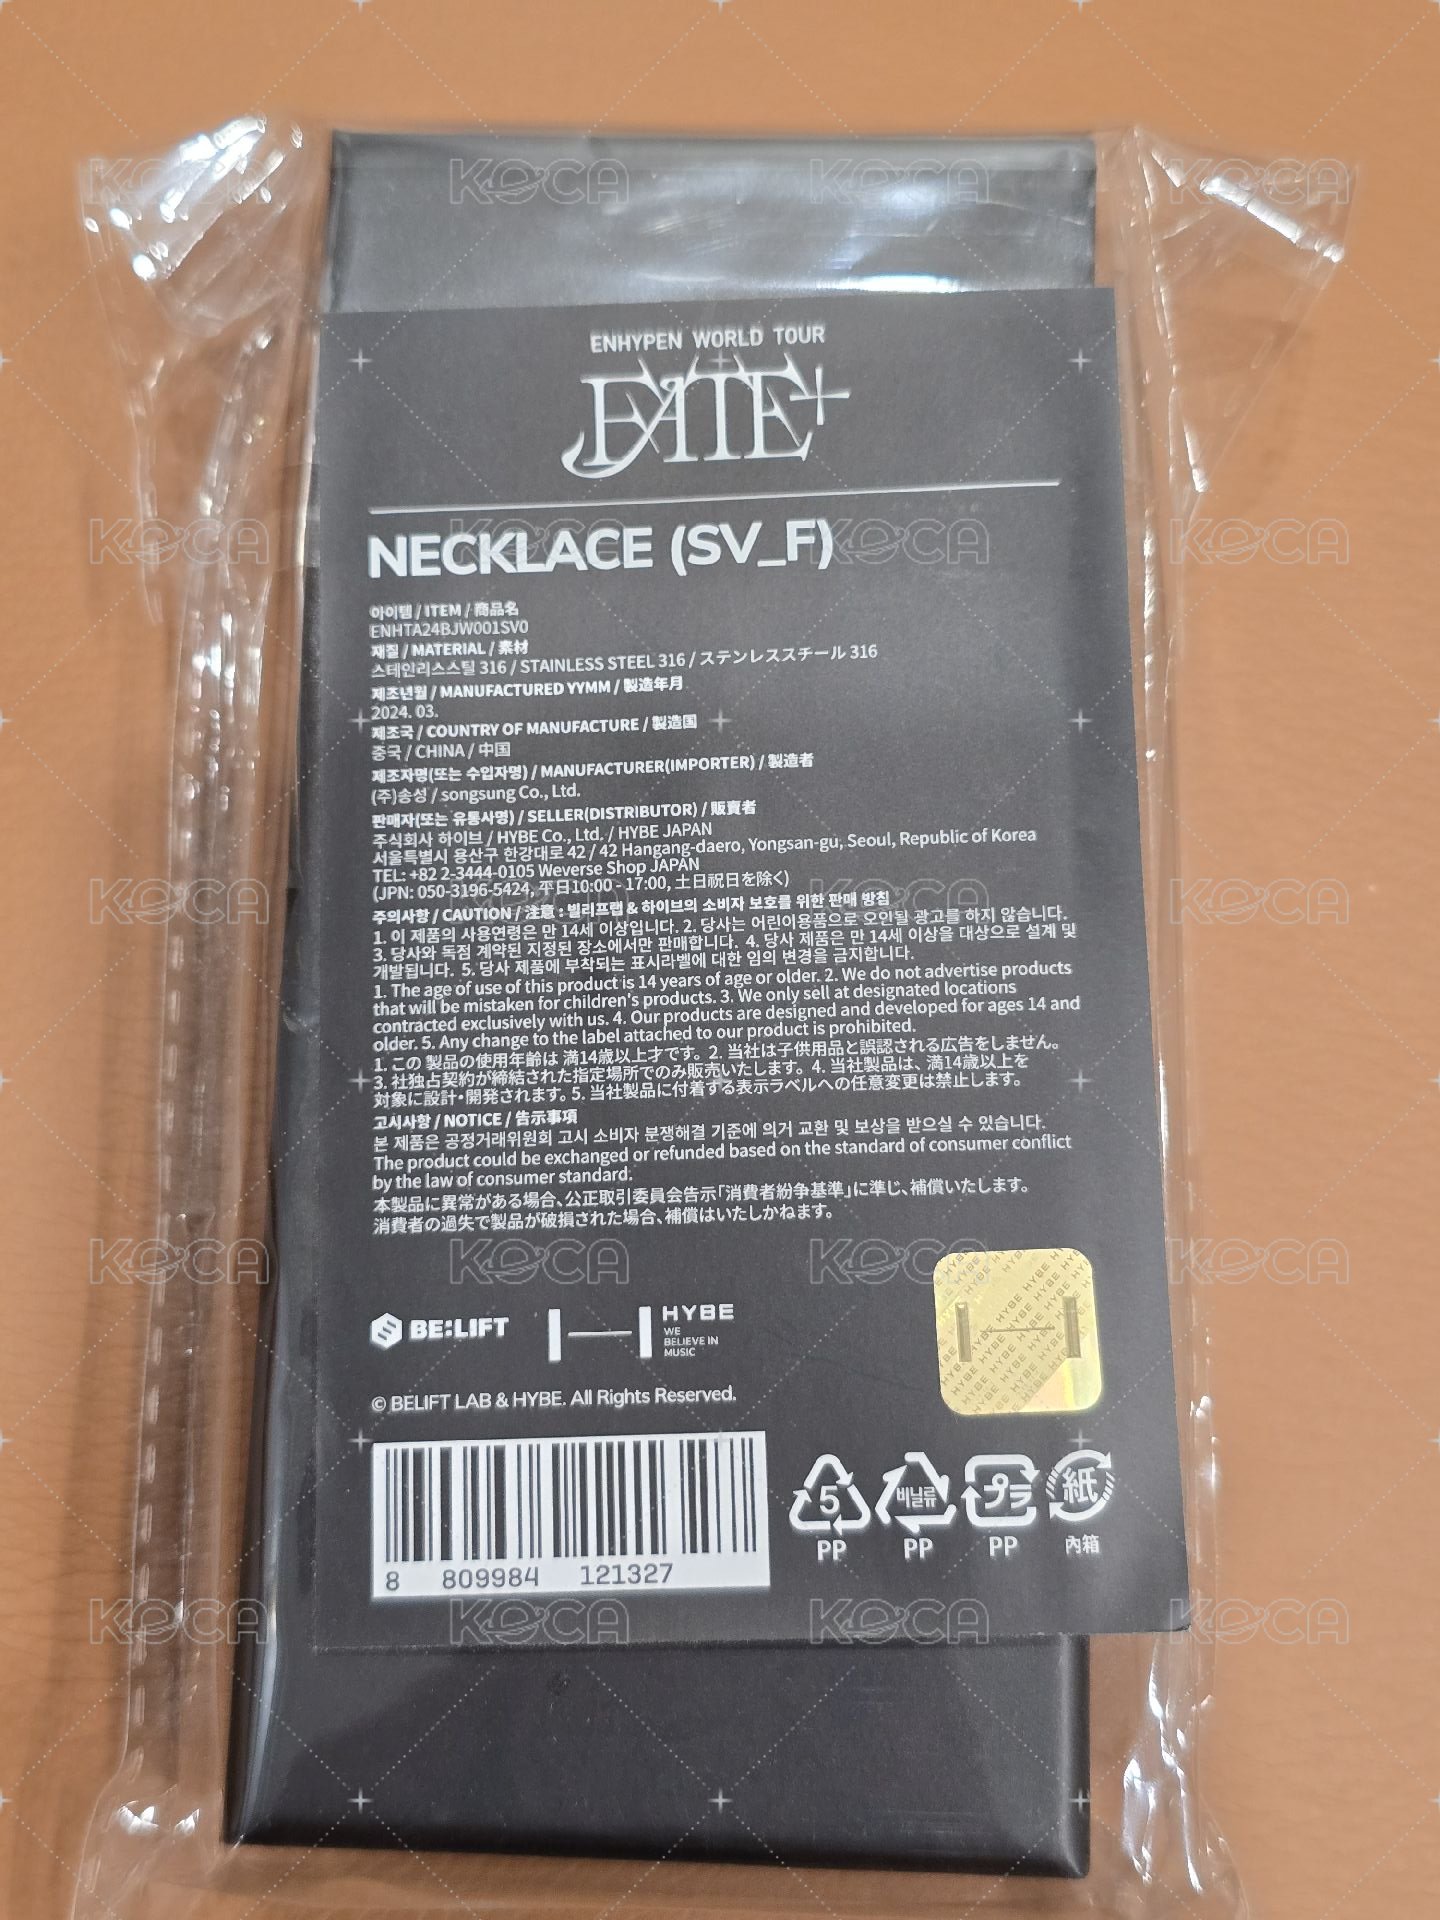 ENHYPEN WORLD TOUR
FATE+
NECKLACE (SV_F)
아이템 / ITEM / 商品名
ENHTA24BJW001SV0
재질 / MATERIAL / 素材
스테인리스스틸 316 / STAINLESS STEEL 316 / ステンレススチール 316
제조년월 / MANUFACTURED YYMM / 製造年月
2024. 03.
제조국 / COUNTRY OF MANUFACTURE / 製造国
중국 / CHINA / 中国
제조자명(또는 수입자명) / MANUFACTURER(IMPORTER) / 製造者
(주)송성 / songsung Co., Ltd.
판매자(또는 유통사명) / SELLER(DISTRIBUTOR) / 販賣者
주식회사 하이브 / HYBE Co., Ltd. / HYBE JAPAN
서울특별시 용산구 한강대로 42 / 42 Hangang-daero, Yongsan-gu, Seoul, Republic of Korea
TEL: +82 2-3444-0105 Weverse Shop JAPAN
(JPN: 050-3196-5424, 平日10:00 - 17:00, 土日祝日を除く)
주의사항 / CAUTION / 注意 : 빌리프랩 & 하이브의 소비자 보호를 위한 판매 방침
1. 이 제품의 사용연령은 만 14세 이상입니다. 2. 당사는 어린이용품으로 오인될 광고를 하지 않습니다.
3. 당사와 독점 계약된 지정된 장소에서만 판매합니다. 4. 당사 제품은 만 14세 이상을 대상으로 설계 및
개발됩니다. 5. 당사 제품에 부착되는 표시라벨에 대한 임의 변경을 금지합니다.
1. The age of use of this product is 14 years of age or older. 2. We do not advertise products
that will be mistaken for children's products. 3. We only sell at designated locations
contracted exclusively with us. 4. Our products are designed and developed for ages 14 and
older. 5. Any change to the label attached to our product is prohibited.
1. この 製品の使用年齢は 満14歳以上才です。 2. 当社は子供用品と誤認される広告をしません。
3. 社独占契約が締結された指定場所でのみ販売いたします。 4. 当社製品は、満14歳以上を
対象に設計・開発されます。 5. 当社製品に付着する表示ラベルへの任意変更は禁止します。
고시사항 / NOTICE / 告示事項
본 제품은 공정거래위원회 고시 소비자 분쟁해결 기준에 의거 교환 및 보상을 받으실 수 있습니다.
The product could be exchanged or refunded based on the standard of consumer conflict
by the law of consumer standard.
本製品に異常がある場合、公正取引委員会告示「消費者紛争基準」に準じ、補償いたします。
消費者の過失で製品が破損された場合、補償はいたしかねます。
BE:LIFT HYBE
WE
BELIEVE IN
MUSIC
© BELIFT LAB & HYBE. All Rights Reserved.
8 809984 121327
5 비닐류 プラ 紙
PP PP PP 内箱
KOCA